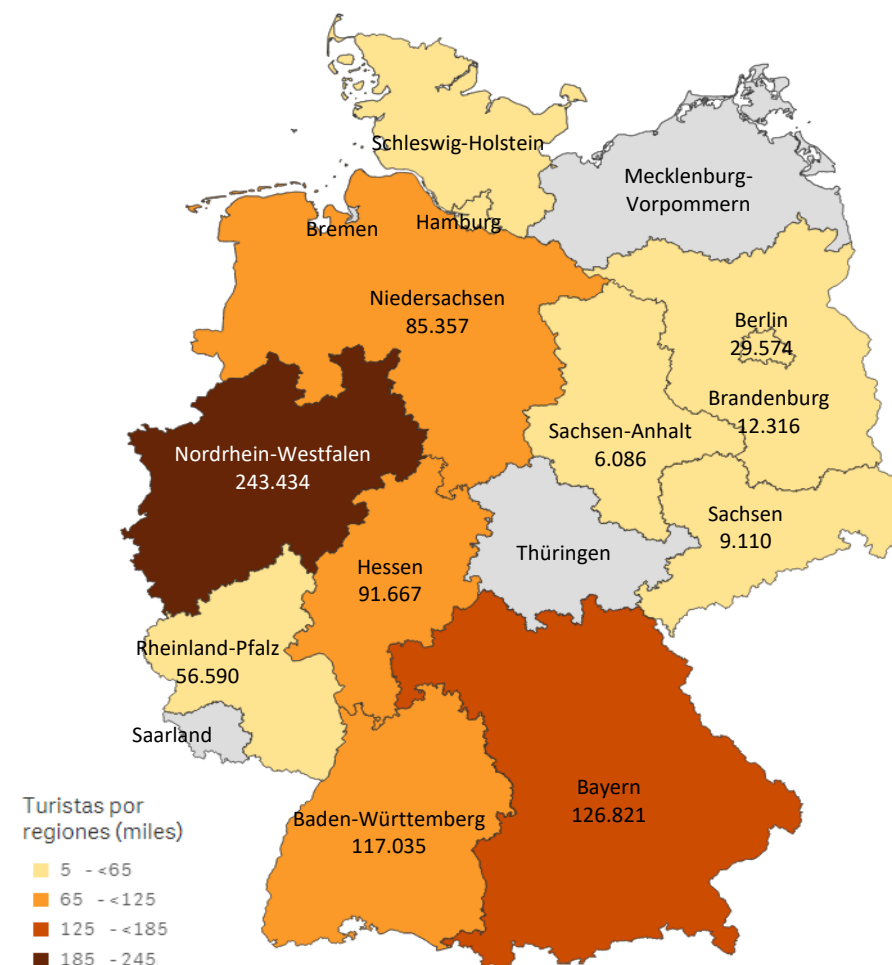 Schleswig-Holstein
Mecklenburg-
Vorpommern
Bremen
Hamburg
Niedersachsen
85.357
Berlin
29.574
Brandenburg
12.316
Sachsen-Anhalt
6.086
Nordrhein-Westfalen
243.434
Sachsen
9.110
Thüringen
Hessen
91.667
Rheinland-Pfalz
56.590
Saarland
Bayern
126.821
Baden-Württemberg
117.035
Turistas por
regiones (miles)
5 - <65
65 - <125
125 - <185
185 - 245